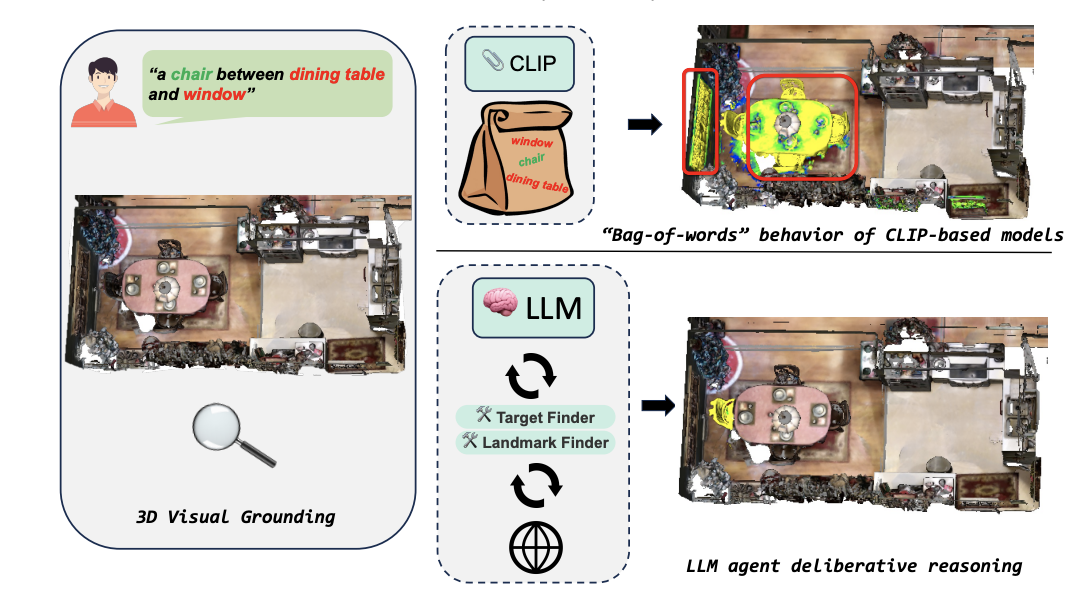 “a chair between dining table
and window”
3D Visual Grounding
CLIP
window
chair
dining table
“Bag-of-words” behavior of CLIP-based models
LLM
Target Finder
Landmark Finder
LLM agent deliberative reasoning